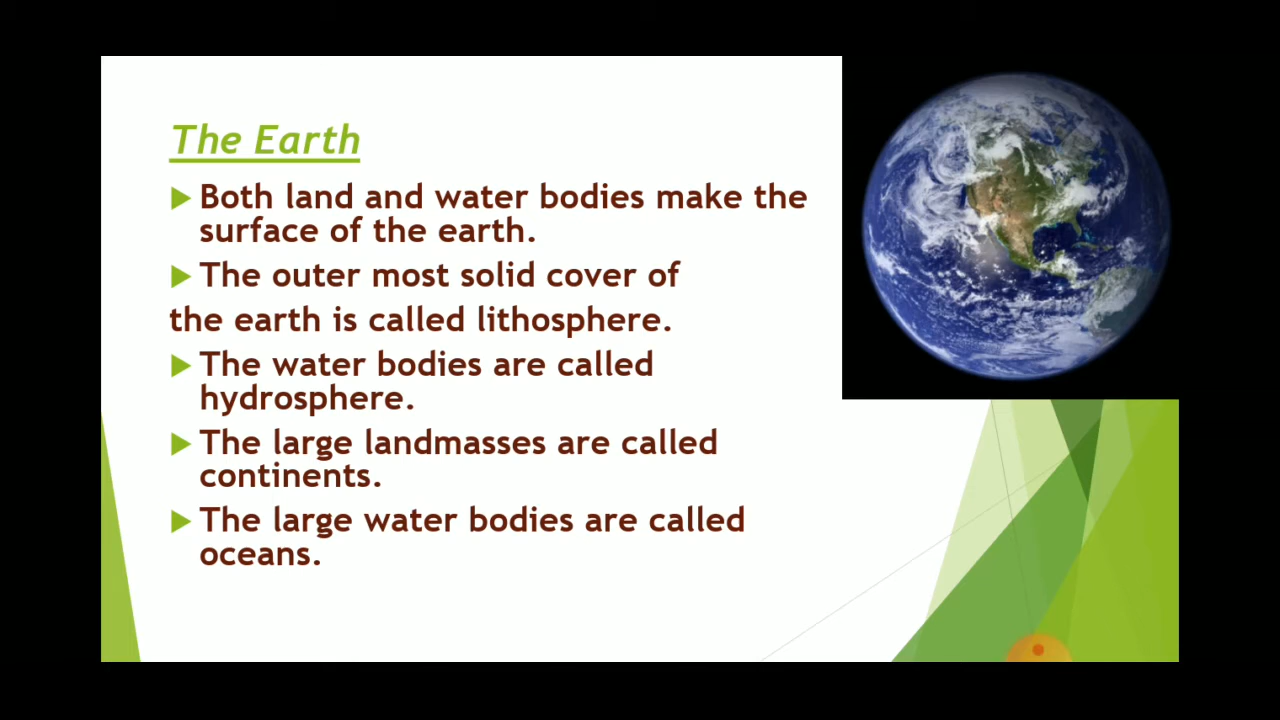 The Earth
Both land and water bodies make the
surface of the earth.
The outer most solid cover of
the earth is called lithosphere.
The water bodies are called
hydrosphere.
The large landmasses are called
continents.
The large water bodies are called
oceans.